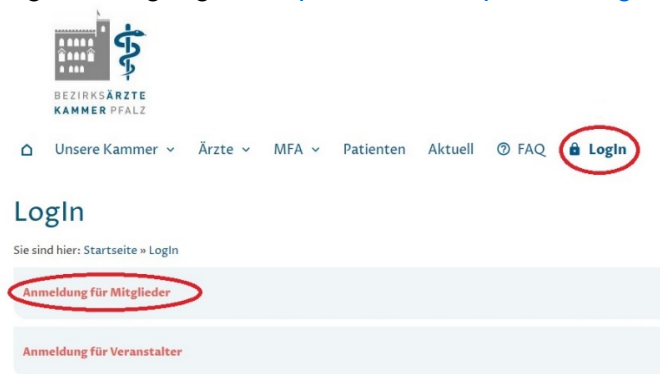 BEZIRKSÄRZTE
KAMMER PFALZ
Unsere Kammer Ärzte MFA Patienten Aktuell FAQ LogIn
LogIn
Sie sind hier: Startseite » LogIn
Anmeldung für Mitglieder
Anmeldung für Veranstalter